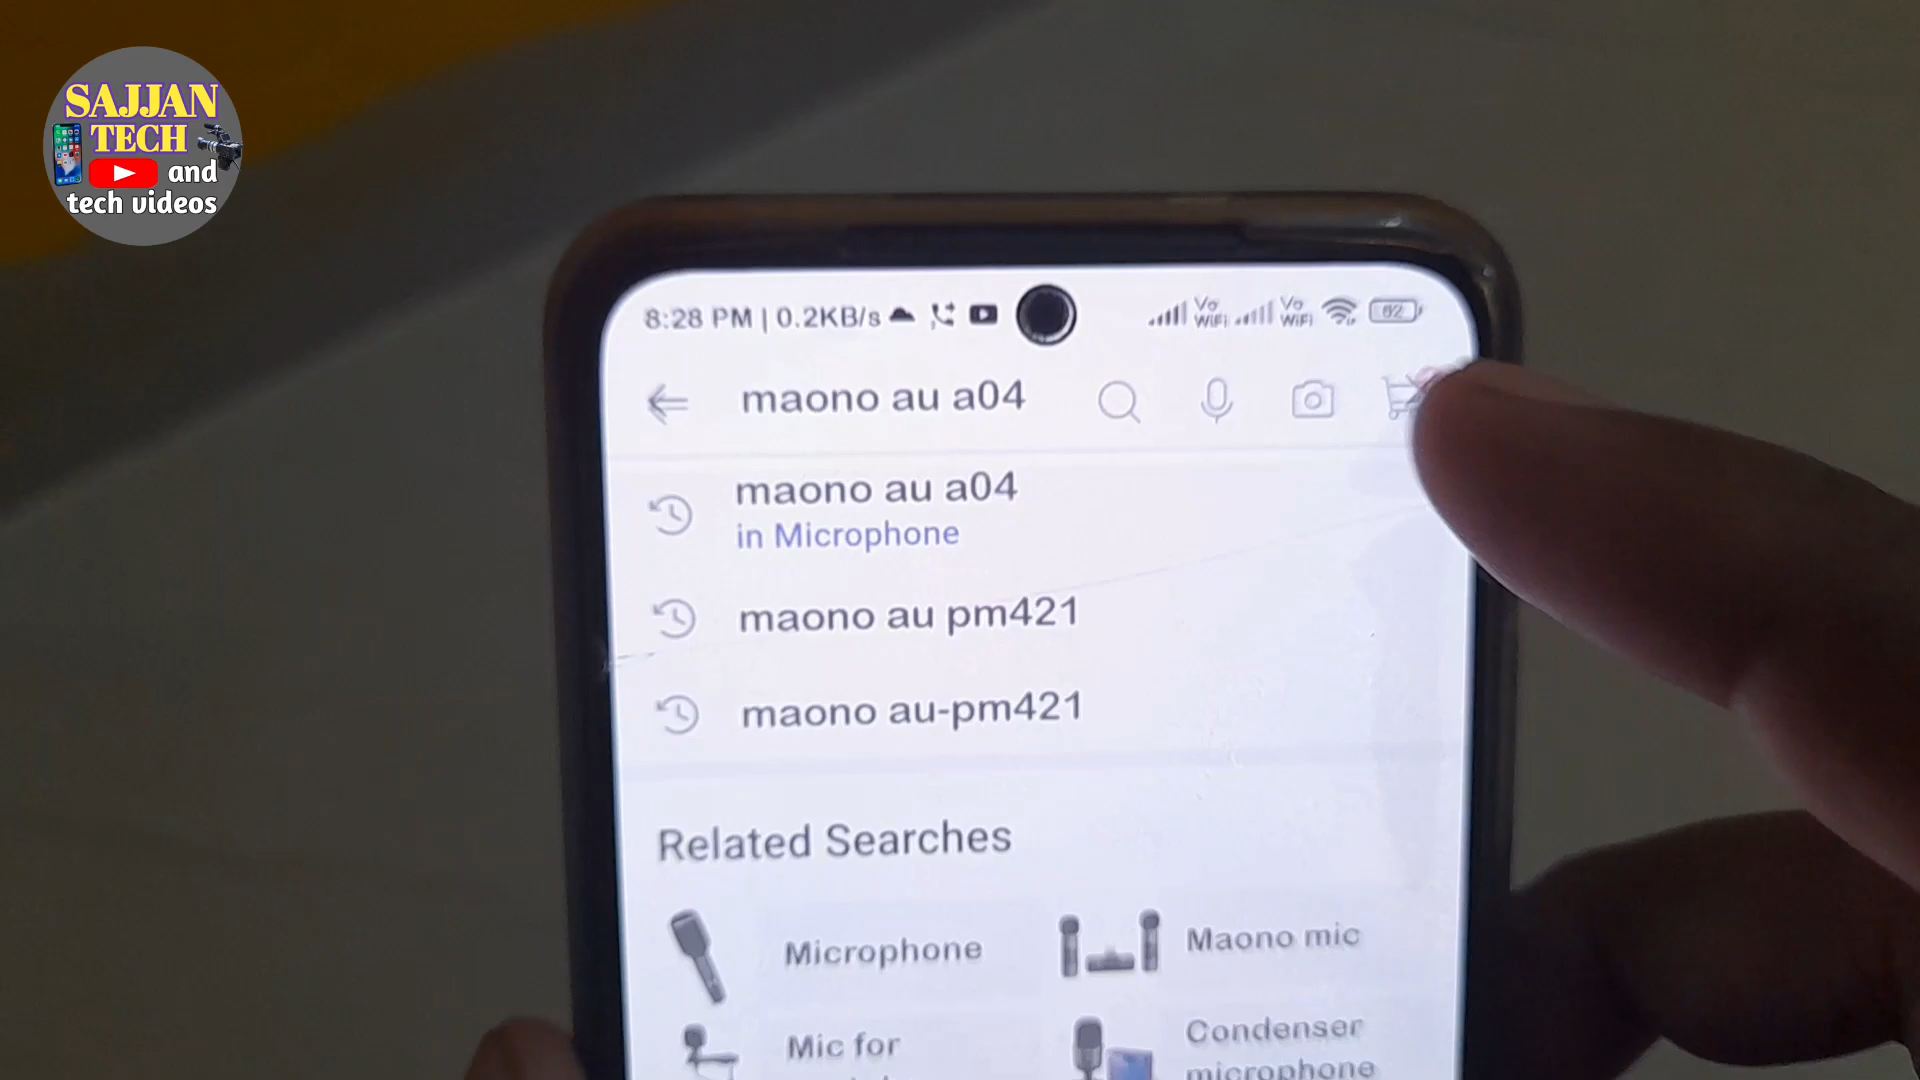 SAJJAN
TECH
and
tech videos
8:28 PM | 0.2KB/s
Vo
WiFi
Vo
WiFi
62
maono au a04
maono au a04
in Microphone
maono au pm421
maono au-pm421
Related Searches
Microphone
Maono mic
Mic for
Condenser
microphone